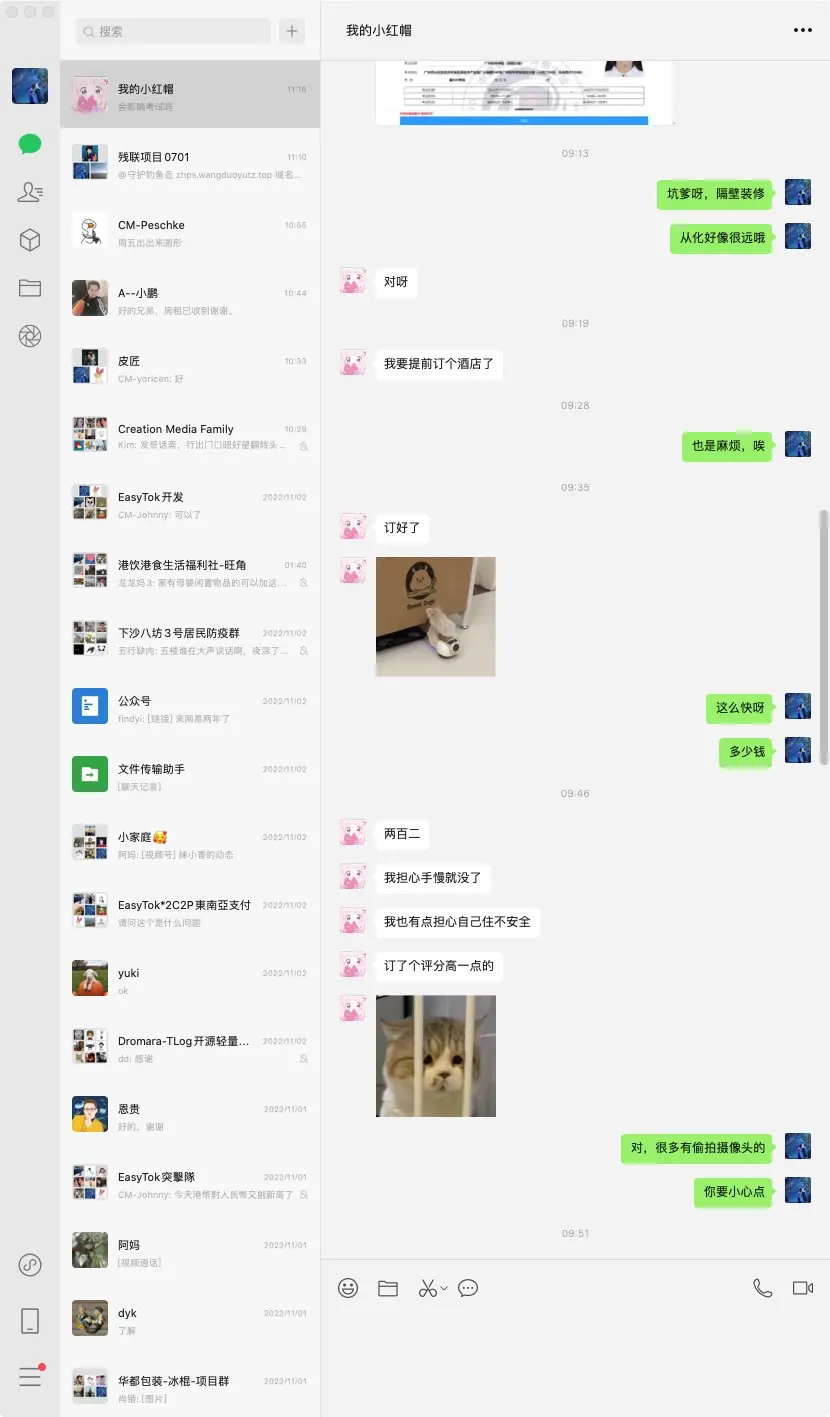 搜索
我的小红帽
11:16
会影响考试吗
残联项目0701
11:10
@守护钓鱼岛 zhps.wangduoyutz.top 域名...
CM-Peschke
10:55
周五出出来圆形
A--小鹏
10:44
好的兄弟，房租已收到谢谢。
皮匠
10:33
CM-yoricen: 好
Creation Media Family
10:28
Kim: 发哥话斋，行出门口唔好望翻转头...
EasyTok开发
2022/11/02
CM-Johnny: 可以了
港饮港食生活福利社-旺角
01:40
龙龙妈3: 家有母婴闲置物品的可以加这...
下沙八坊3号居民防疫群
2022/11/02
五行缺肉: 五楼谁在大声说话啊，夜深了...
公众号
2022/11/02
findyi: [链接] 来网易两年了
文件传输助手
2022/11/02
[聊天记录]
小家庭🥰
2022/11/02
阿妈: [视频号] 辣小香的动态
EasyTok*2C2P東南亞支付
2022/11/02
请问这个是什么问题
yuki
2022/11/02
ok
Dromara-TLog开源轻量...
2022/11/02
dd: 感谢
恩贵
2022/11/01
好的、谢谢
EasyTok突擊隊
2022/11/01
CM-Johnny: 今天港幣對人民幣又創新高了
阿妈
2022/11/01
[视频通话]
dyk
2022/11/01
了解
华都包装-冰棍-项目群
2022/11/01
肖锴: [图片]
我的小红帽
09:13
坑爹呀，隔壁装修
从化好像很远哦
对呀
09:19
我要提前订个酒店了
09:28
也是麻烦，唉
09:35
订好了
这么快呀
多少钱
09:46
两百二
我担心手慢就没了
我也有点担心自己住不安全
订了个评分高一点的
对，很多有偷拍摄像头的
你要小心点
09:51